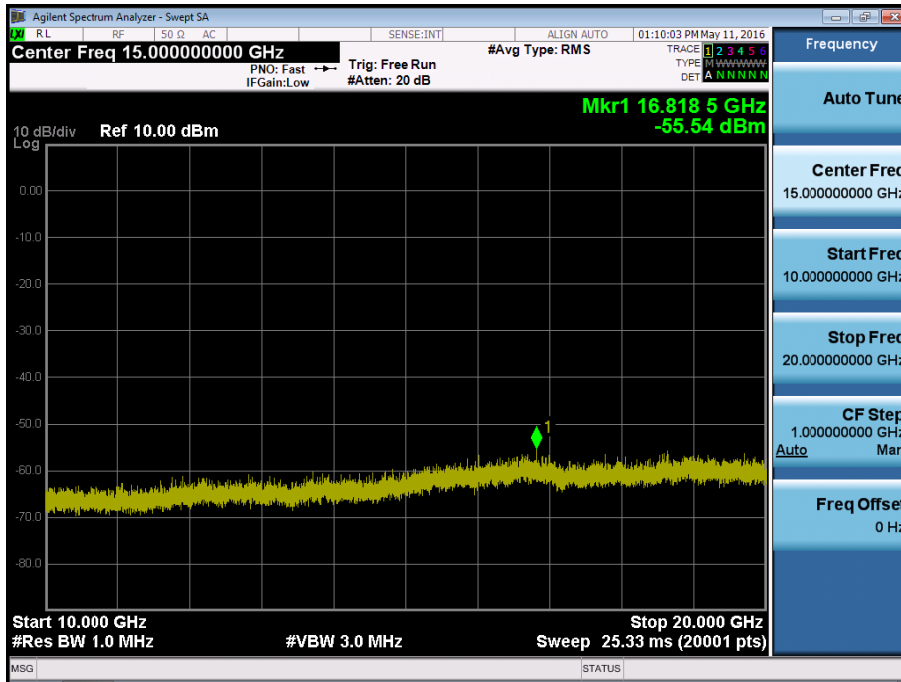 Agilent Spectrum Analyzer - Swept SA
LXI RL RF 50 Ω AC SENSE:INT ALIGN AUTO 01:10:03 PM May 11, 2016
Center Freq 15.000000000 GHz
PNO: Fast
IFGain:Low
Trig: Free Run
#Atten: 20 dB
#Avg Type: RMS
TRACE 1 2 3 4 5 6
TYPE M WWWWW
DET A N N N N N
Mkr1 16.818 5 GHz
-55.54 dBm
10 dB/div Ref 10.00 dBm
Log
0.00
-10.0
-20.0
-30.0
-40.0
-50.0
-60.0
-70.0
-80.0
1
Start 10.000 GHz Stop 20.000 GHz
#Res BW 1.0 MHz #VBW 3.0 MHz Sweep 25.33 ms (20001 pts)
MSG STATUS
Frequency
Auto Tune
Center Freq
15.000000000 GHz
Start Freq
10.000000000 GHz
Stop Freq
20.000000000 GHz
CF Step
1.000000000 GHz
Auto Man
Freq Offset
0 Hz